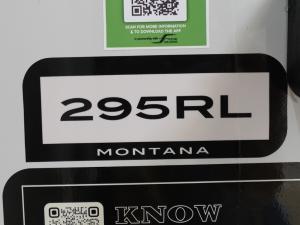 SCAN FOR MORE INFORMATION
& TO DOWNLOAD THE APP
295RL
MONTANA
KNOW